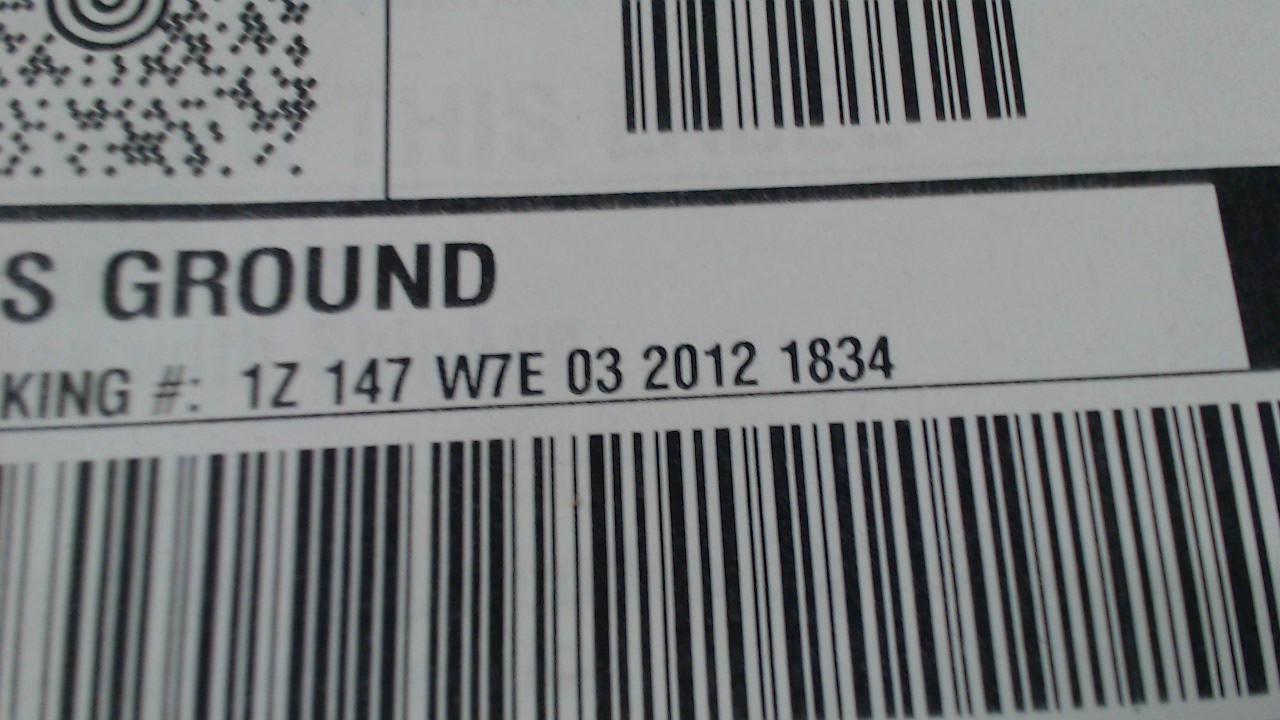 S GROUND
KING #: 1Z 147 W7E 03 2012 1834